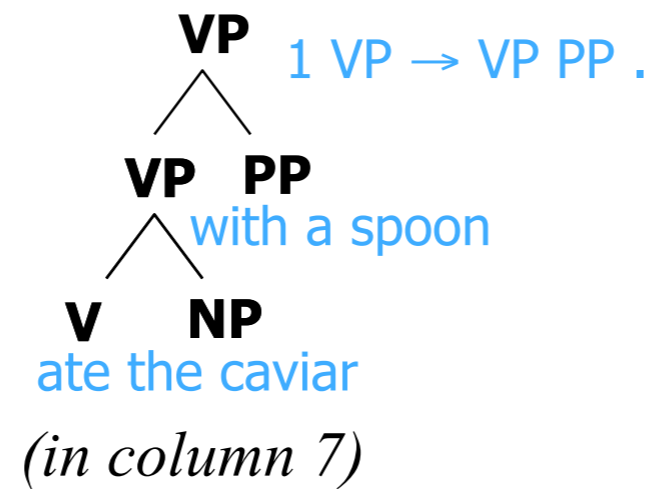 VP 1 VP → VP PP .
VP PP
with a spoon
V NP
ate the caviar
(in column 7)